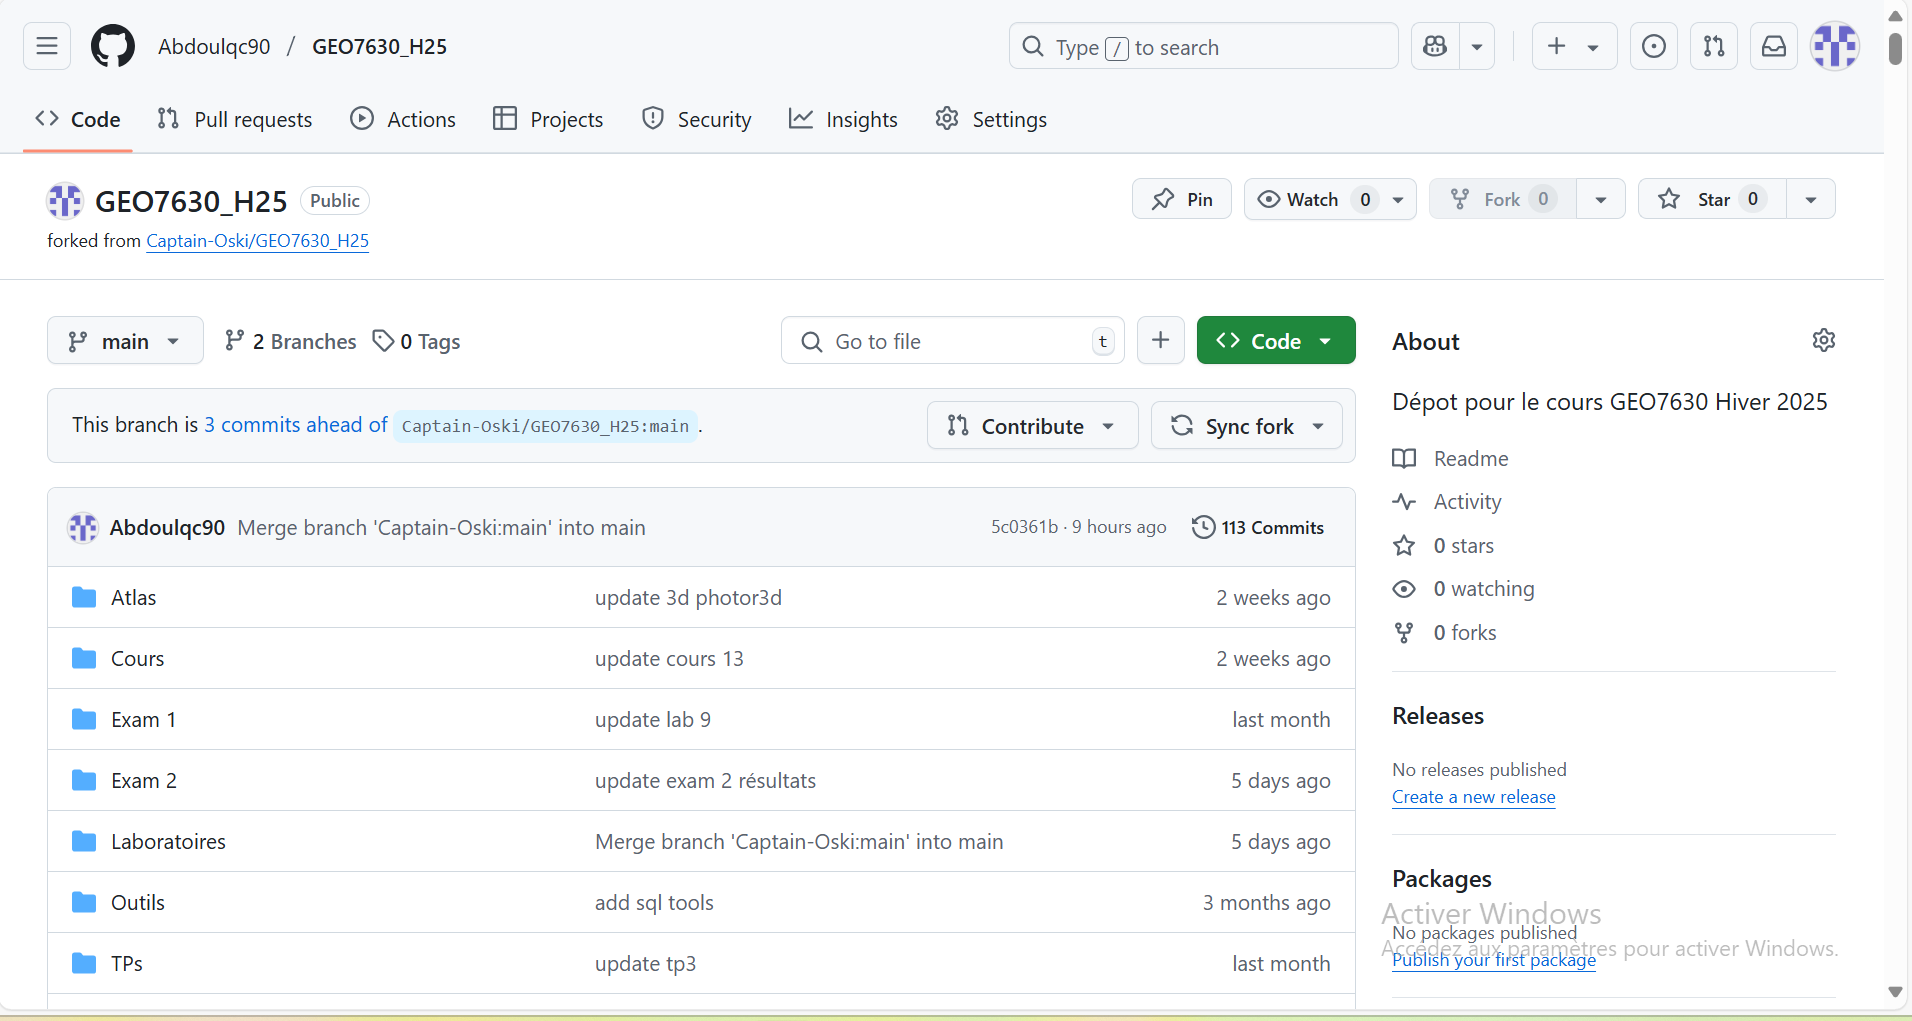 Abdoulqc90 / GEO7630_H25
Type / to search
Code
Pull requests
Actions
Projects
Security
Insights
Settings
GEO7630_H25 Public
Pin
Watch 0
Fork 0
Star 0
forked from Captain-Oski/GEO7630_H25
main
2 Branches
0 Tags
Go to file t
Code
This branch is 3 commits ahead of Captain-Oski/GEO7630_H25:main .
Contribute
Sync fork
Abdoulqc90 Merge branch 'Captain-Oski:main' into main 5c0361b · 9 hours ago 113 Commits
Atlas update 3d photor3d 2 weeks ago
Cours update cours 13 2 weeks ago
Exam 1 update lab 9 last month
Exam 2 update exam 2 résultats 5 days ago
Laboratoires Merge branch 'Captain-Oski:main' into main 5 days ago
Outils add sql tools 3 months ago
TPs update tp3 last month
About
Dépot pour le cours GEO7630 Hiver 2025
Readme
Activity
0 stars
0 watching
0 forks
Releases
No releases published
Create a new release
Packages
No packages published
Publish your first package
Activer Windows
Accédez aux paramètres pour activer Windows.